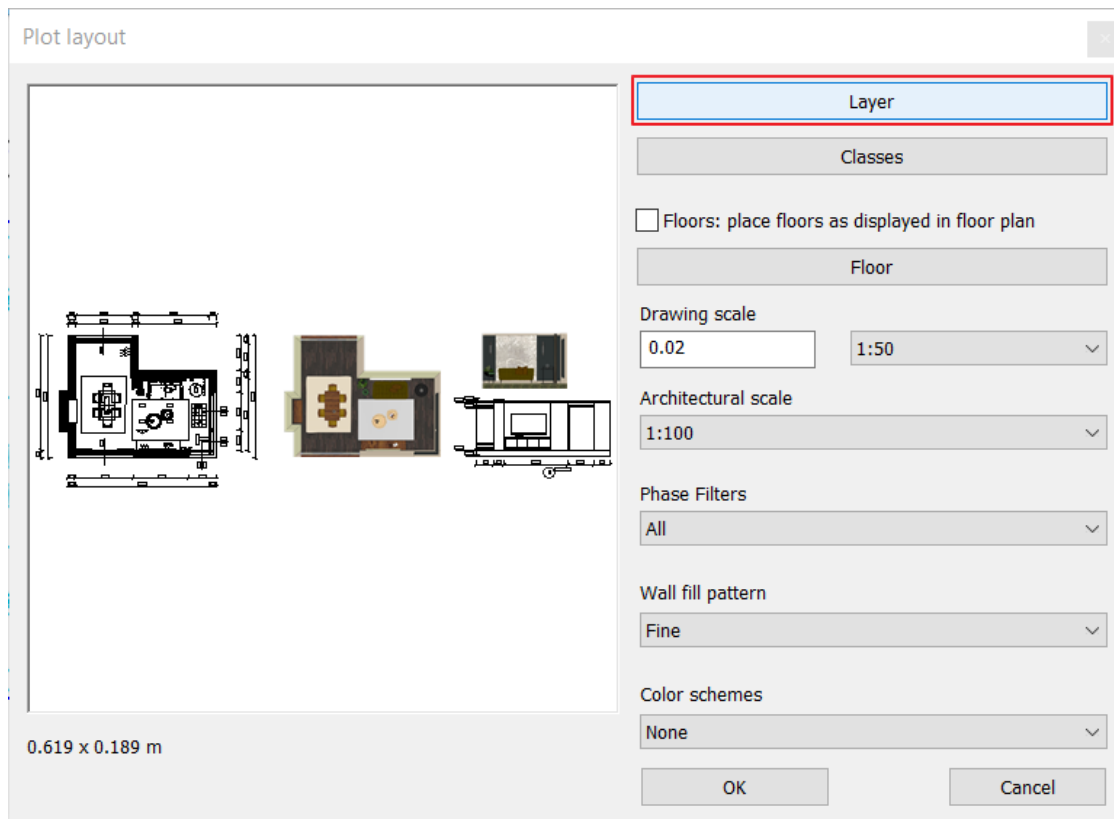 Plot layout
Layer
Classes
Floors: place floors as displayed in floor plan
Floor
Drawing scale
0.02
1:50
Architectural scale
1:100
Phase Filters
All
Wall fill pattern
Fine
Color schemes
None
0.619 x 0.189 m
OK
Cancel